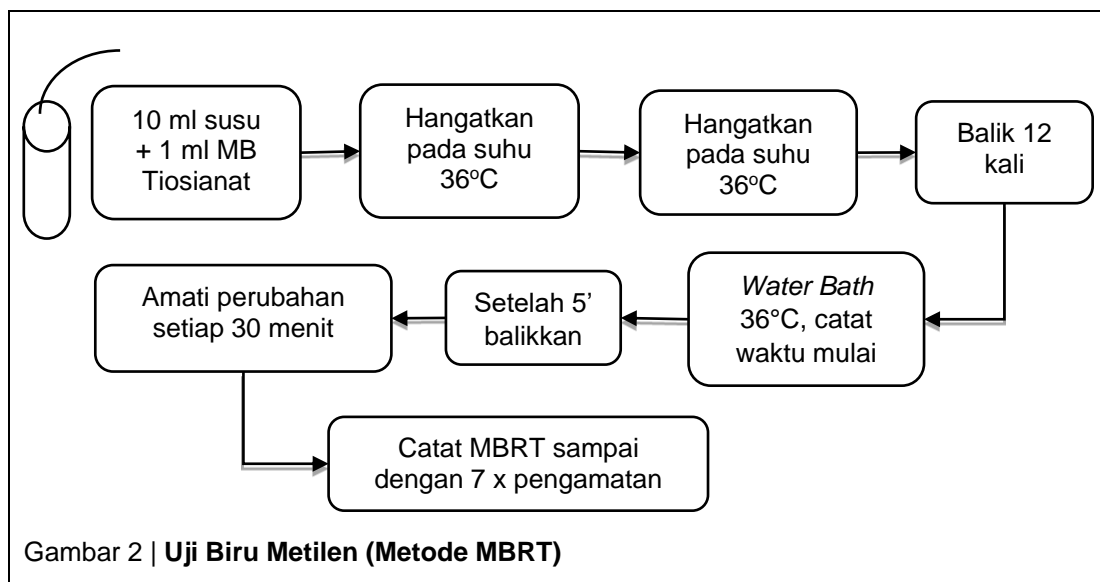 10 ml susu
+ 1 ml MB
Tiosianat
Hangatkan
pada suhu
36ºC
Hangatkan
pada suhu
36ºC
Balik 12
kali
Water Bath
36°C, catat
waktu mulai
Setelah 5’
balikkan
Amati perubahan
setiap 30 menit
Catat MBRT sampai
dengan 7 x pengamatan
Gambar 2 | Uji Biru Metilen (Metode MBRT)